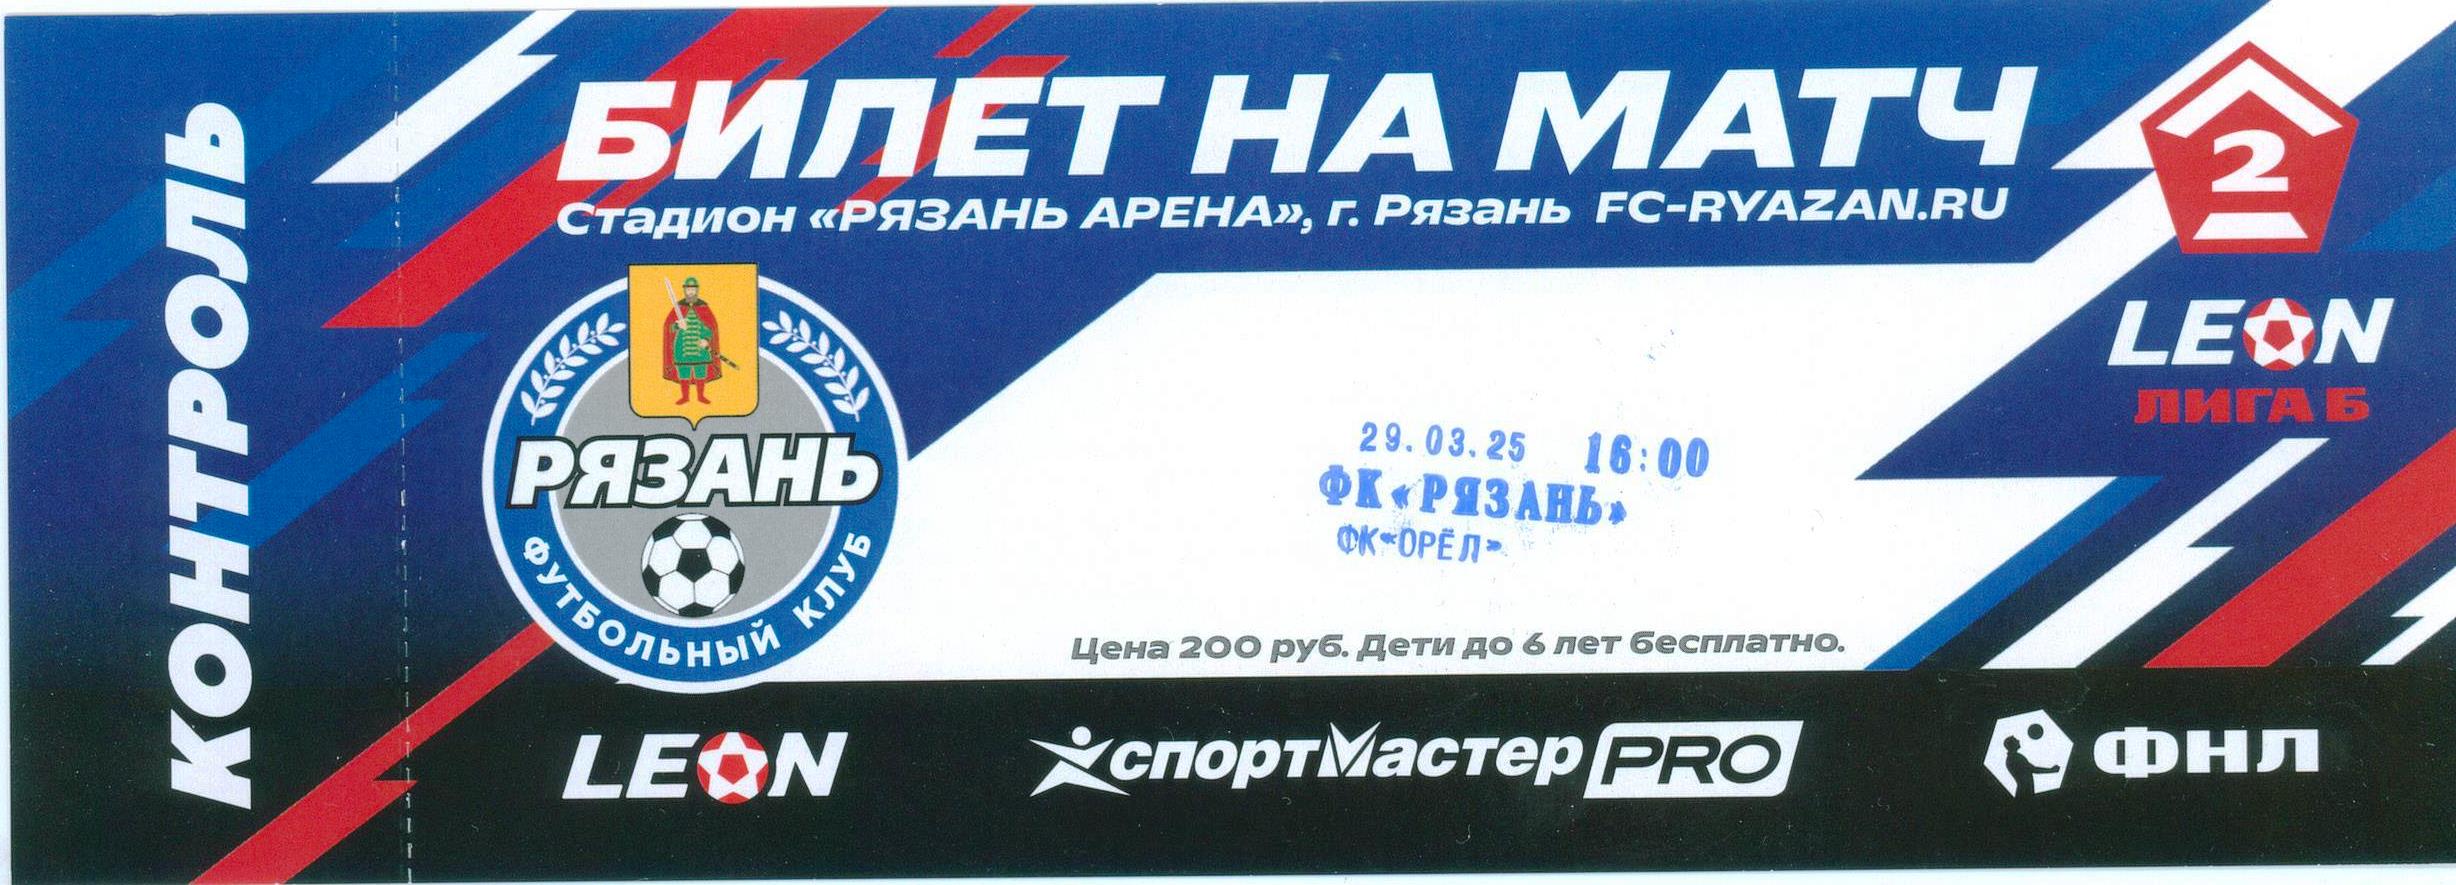 КОНТРОЛЬ
БИЛЕТ НА МАТЧ
Стадион «РЯЗАНЬ АРЕНА», г. Рязань FC-RYAZAN.RU
2
LEON
ЛИГА Б
РЯЗАНЬ
ФУТБОЛЬНЫЙ КЛУБ
29.03.25 16:00
ФК«РЯЗАНЬ»
ФК«ОРЁЛ»
Цена 200 руб. Дети до 6 лет бесплатно.
LEON
спортМастер PRO
ФНЛ